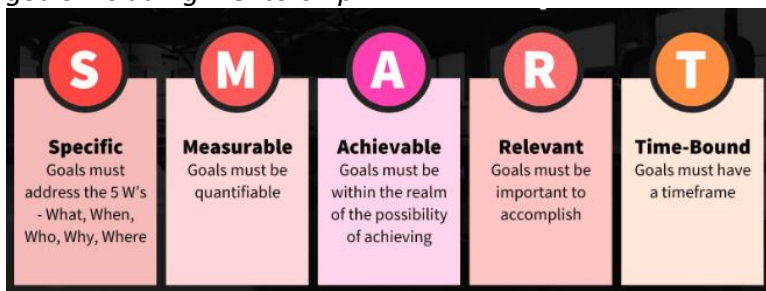 S M A R T
Specific
Goals must
address the 5 W's
- What, When,
Who, Why, Where
Measurable
Goals must be
quantifiable
Achievable
Goals must be
within the realm
of the possibility
of achieving
Relevant
Goals must be
important to
accomplish
Time-Bound
Goals must have
a timeframe